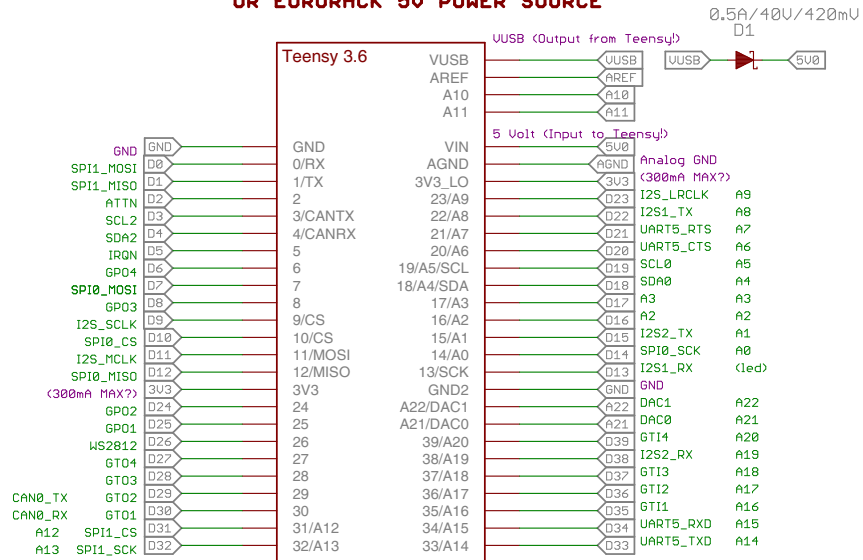 OR EURORACK 5V POWER SOURCE
0.5A/40V/420mV
D1
VUSB (Output from Teensy!)
Teensy 3.6 VUSB VUSB VUSB 5V0
AREF AREF
A10 A10
A11 A11
5 Volt (Input to Teensy!)
GND GND GND VIN 5V0
SPI1_MOSI D0 0/RX AGND AGND Analog GND
SPI1_MISO D1 1/TX 3V3_LO 3V3 (300mA MAX?)
ATTN D2 2 23/A9 D23 I2S_LRCLK A9
SCL2 D3 3/CANTX 22/A8 D22 I2S1_TX A8
SDA2 D4 4/CANRX 21/A7 D21 UART5_RTS A7
IRQN D5 5 20/A6 D20 UART5_CTS A6
GPO4 D6 6 19/A5/SCL D19 SCL0 A5
SPI0_MOSI D7 7 18/A4/SDA D18 SDA0 A4
GPO3 D8 8 17/A3 D17 A3 A3
I2S_SCLK D9 9/CS 16/A2 D16 A2 A2
SPI0_CS D10 10/CS 15/A1 D15 I2S2_TX A1
I2S_MCLK D11 11/MOSI 14/A0 D14 SPI0_SCK A0
SPI0_MISO D12 12/MISO 13/SCK D13 I2S1_RX (led)
(300mA MAX?) 3V3 3V3 GND2 GND GND
GPO2 D24 24 A22/DAC1 A22 DAC1 A22
GPO1 D25 25 A21/DAC0 A21 DAC0 A21
WS2812 D26 26 39/A20 D39 GTI4 A20
GTO4 D27 27 38/A19 D38 I2S2_RX A19
GTO3 D28 28 37/A18 D37 GTI3 A18
CAN0_TX GTO2 D29 29 36/A17 D36 GTI2 A17
CAN0_RX GTO1 D30 30 35/A16 D35 GTI1 A16
A12 SPI1_CS D31 31/A12 34/A15 D34 UART5_RXD A15
A13 SPI1_SCK D32 32/A13 33/A14 D33 UART5_TXD A14